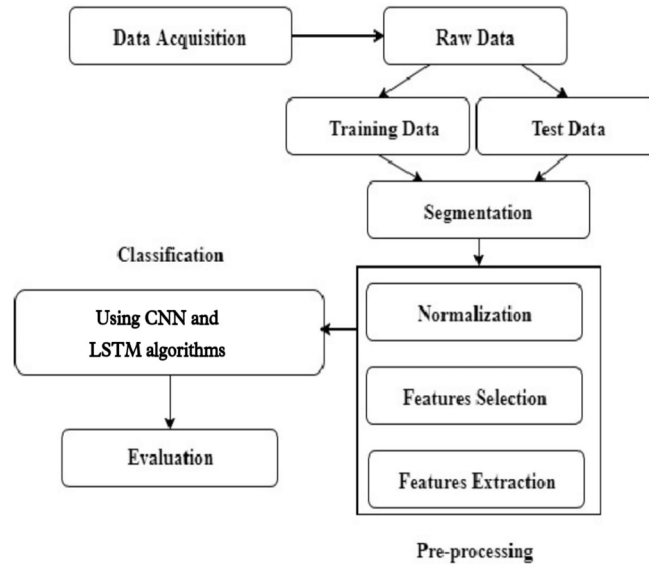 Data Acquisition
Raw Data
Training Data
Test Data
Segmentation
Classification
Using CNN and
LSTM algorithms
Normalization
Features Selection
Evaluation
Features Extraction
Pre-processing